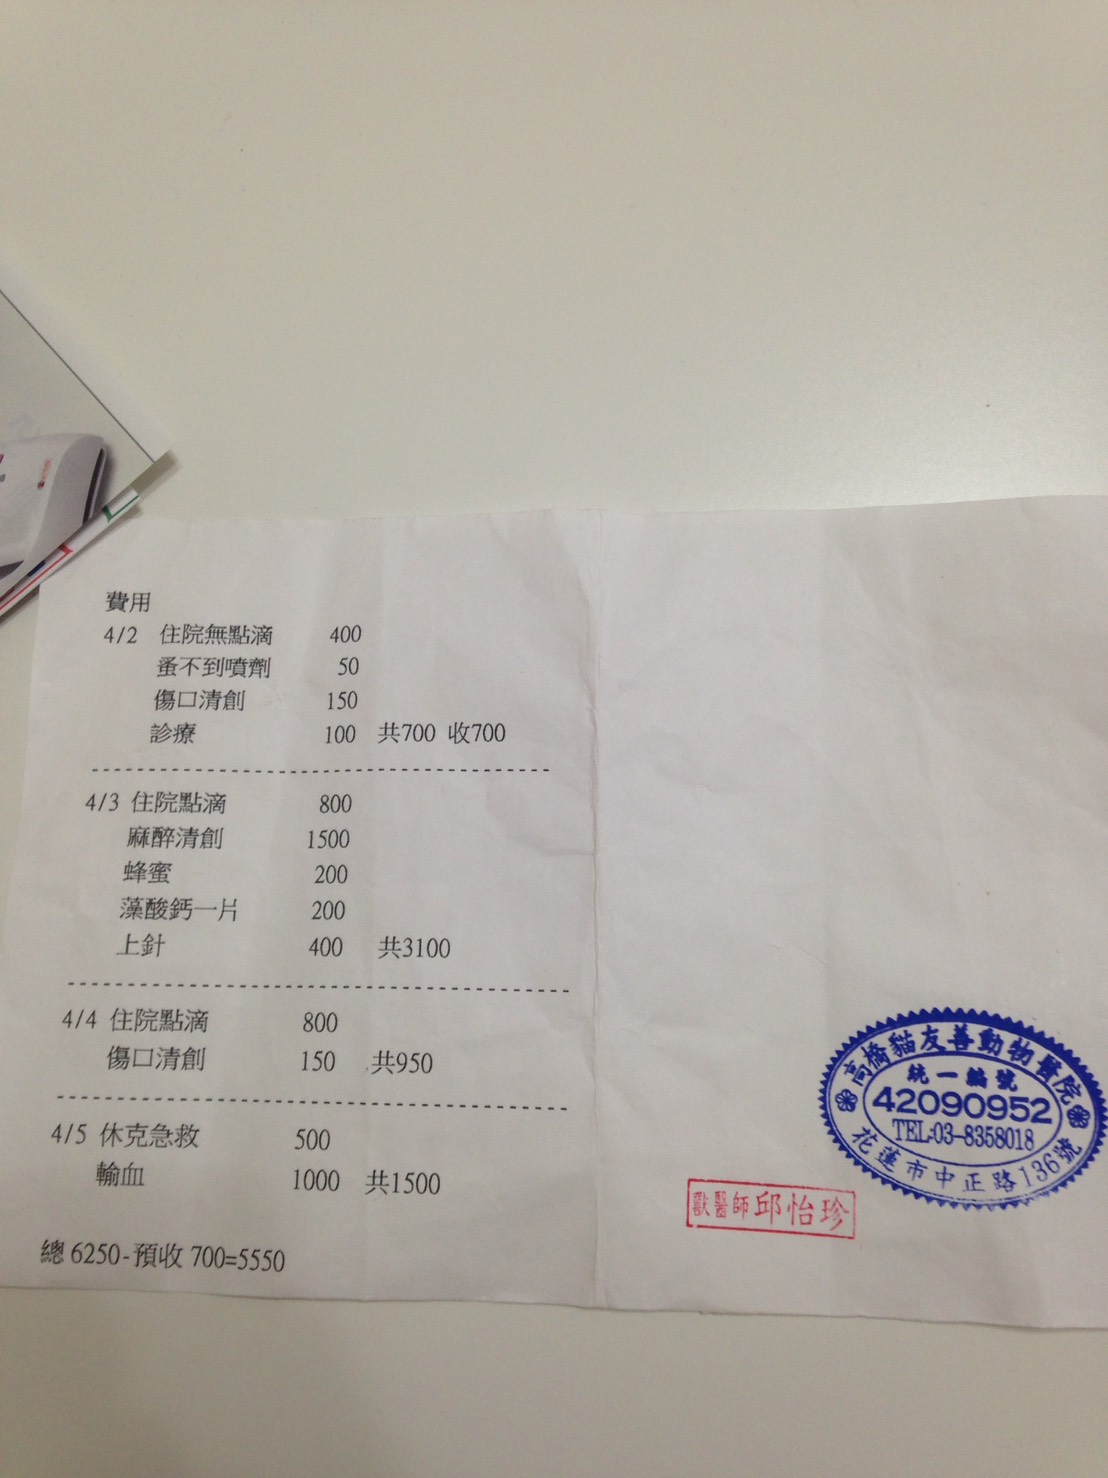 費用
4/2 住院無點滴 400
蚤不到噴劑 50
傷口清創 150
診療 100 共700 收700
4/3 住院點滴 800
麻醉清創 1500
蜂蜜 200
藻酸鈣一片 200
上針 400 共3100
4/4 住院點滴 800
傷口清創 150 共950
4/5 休克急救 500
輸血 1000 共1500
總 6250-預收 700=5550
高橋貓友善動物醫院
統一編號
42090952
TEL:03-8358018
花蓮市中正路136號
獸醫師邱怡珍